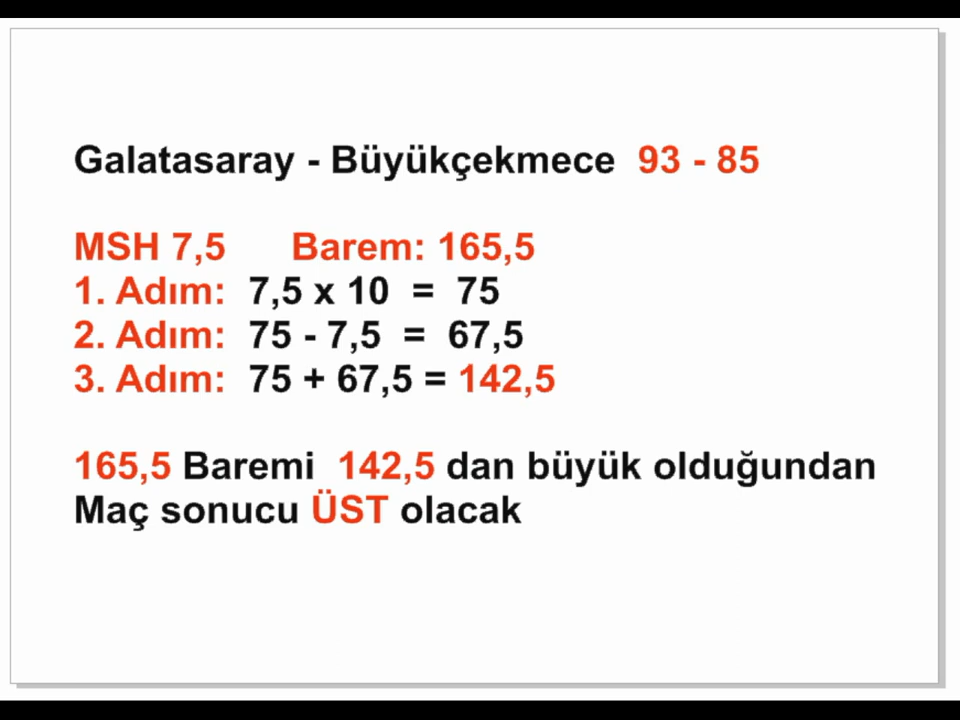 Galatasaray - Büyükçekmece 93 - 85
MSH 7,5 Barem: 165,5
1. Adım: 7,5 x 10 = 75
2. Adım: 75 - 7,5 = 67,5
3. Adım: 75 + 67,5 = 142,5
165,5 Baremi 142,5 dan büyük olduğundan
Maç sonucu ÜST olacak